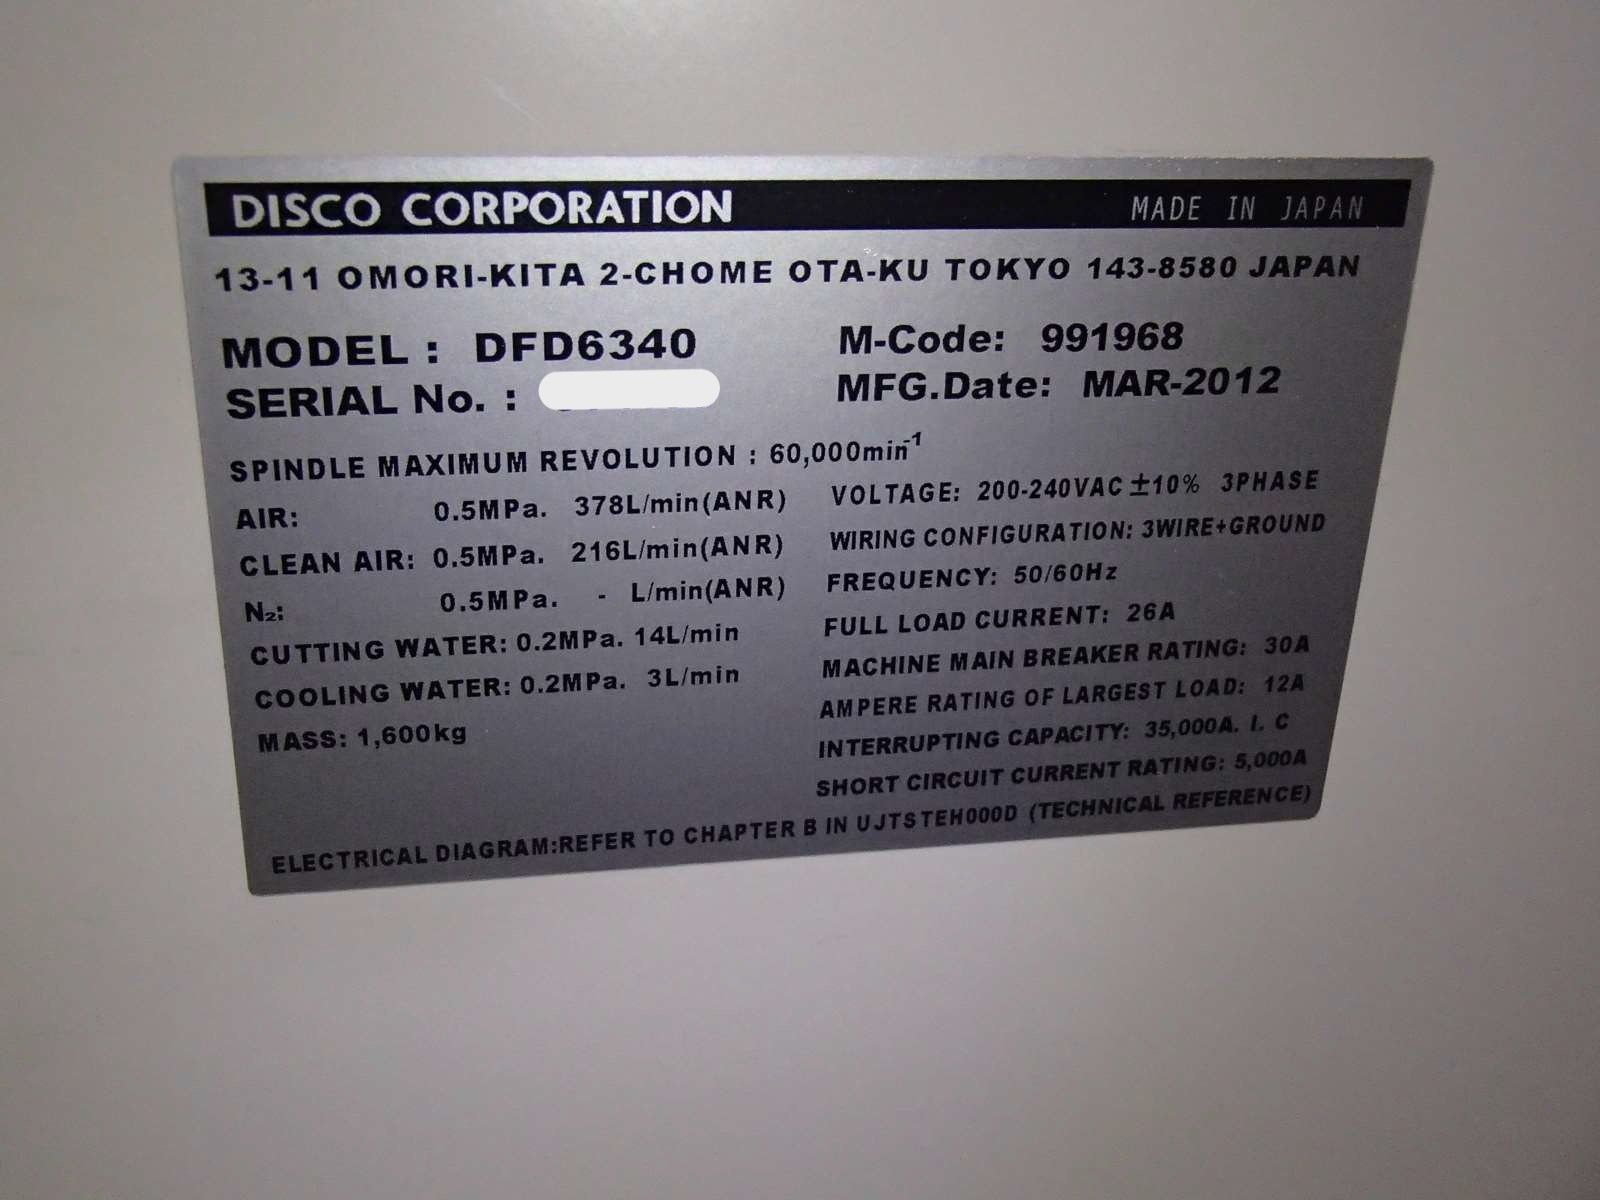 DISCO CORPORATION MADE IN JAPAN
13-11 OMORI-KITA 2-CHOME OTA-KU TOKYO 143-8580 JAPAN
MODEL : DFD6340 M-Code: 991968
SERIAL No. : MFG.Date: MAR-2012
SPINDLE MAXIMUM REVOLUTION : 60,000min⁻¹
AIR: 0.5MPa. 378L/min(ANR)
CLEAN AIR: 0.5MPa. 216L/min(ANR)
N₂: 0.5MPa. - L/min(ANR)
CUTTING WATER: 0.2MPa. 14L/min
COOLING WATER: 0.2MPa. 3L/min
MASS: 1,600kg
VOLTAGE: 200-240VAC ±10% 3PHASE
WIRING CONFIGURATION: 3WIRE+GROUND
FREQUENCY: 50/60Hz
FULL LOAD CURRENT: 26A
MACHINE MAIN BREAKER RATING: 30A
AMPERE RATING OF LARGEST LOAD: 12A
INTERRUPTING CAPACITY: 35,000A. I. C
SHORT CIRCUIT CURRENT RATING: 5,000A
ELECTRICAL DIAGRAM:REFER TO CHAPTER B IN UJTSTEH000D (TECHNICAL REFERENCE)